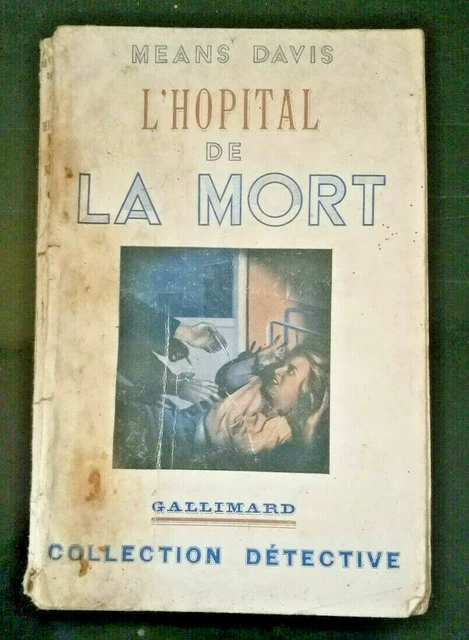 MEANS DAVIS
L'HOPITAL
DE
LA MORT
GALLIMARD
COLLECTION DÉTECTIVE